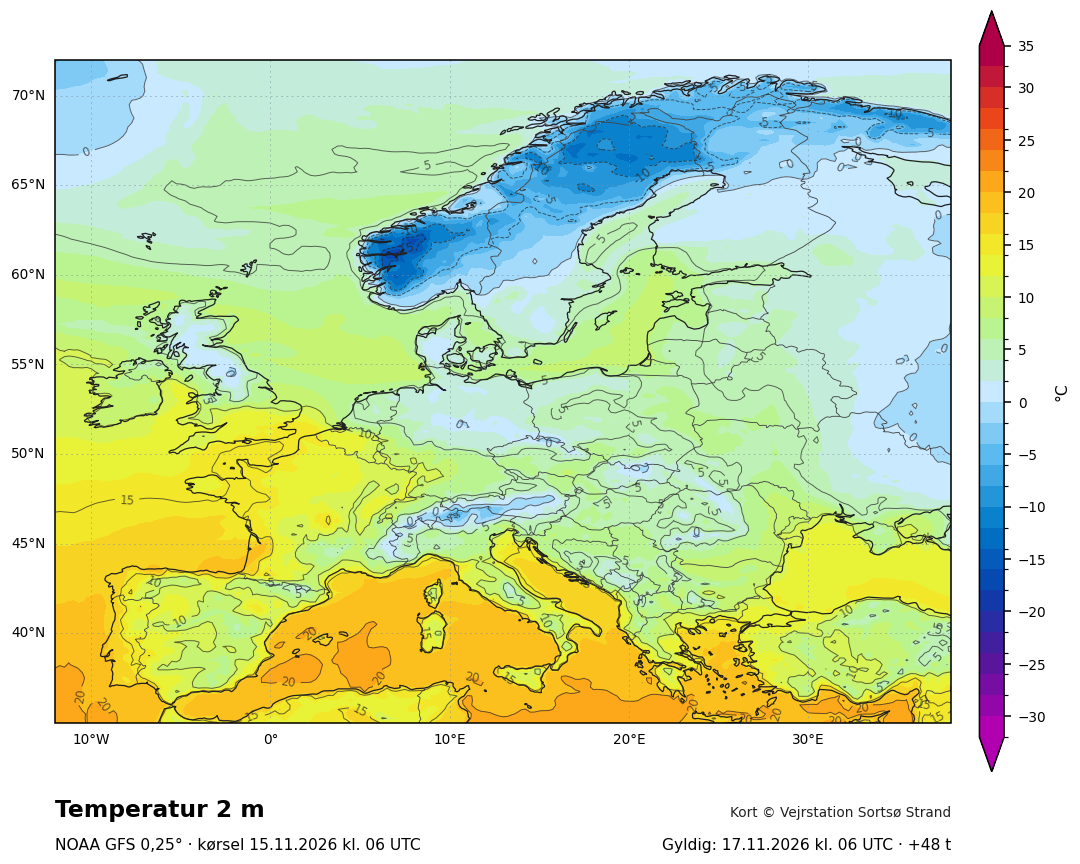 70°N
65°N
60°N
55°N
50°N
45°N
40°N
10°W
0°
10°E
20°E
30°E
35
30
25
20
15
10
5
0
−5
−10
−15
−20
−25
−30
°C
Temperatur 2 m
Kort © Vejrstation Sortsø Strand
NOAA GFS 0,25° · kørsel 15.11.2026 kl. 06 UTC
Gyldig: 17.11.2026 kl. 06 UTC · +48 t